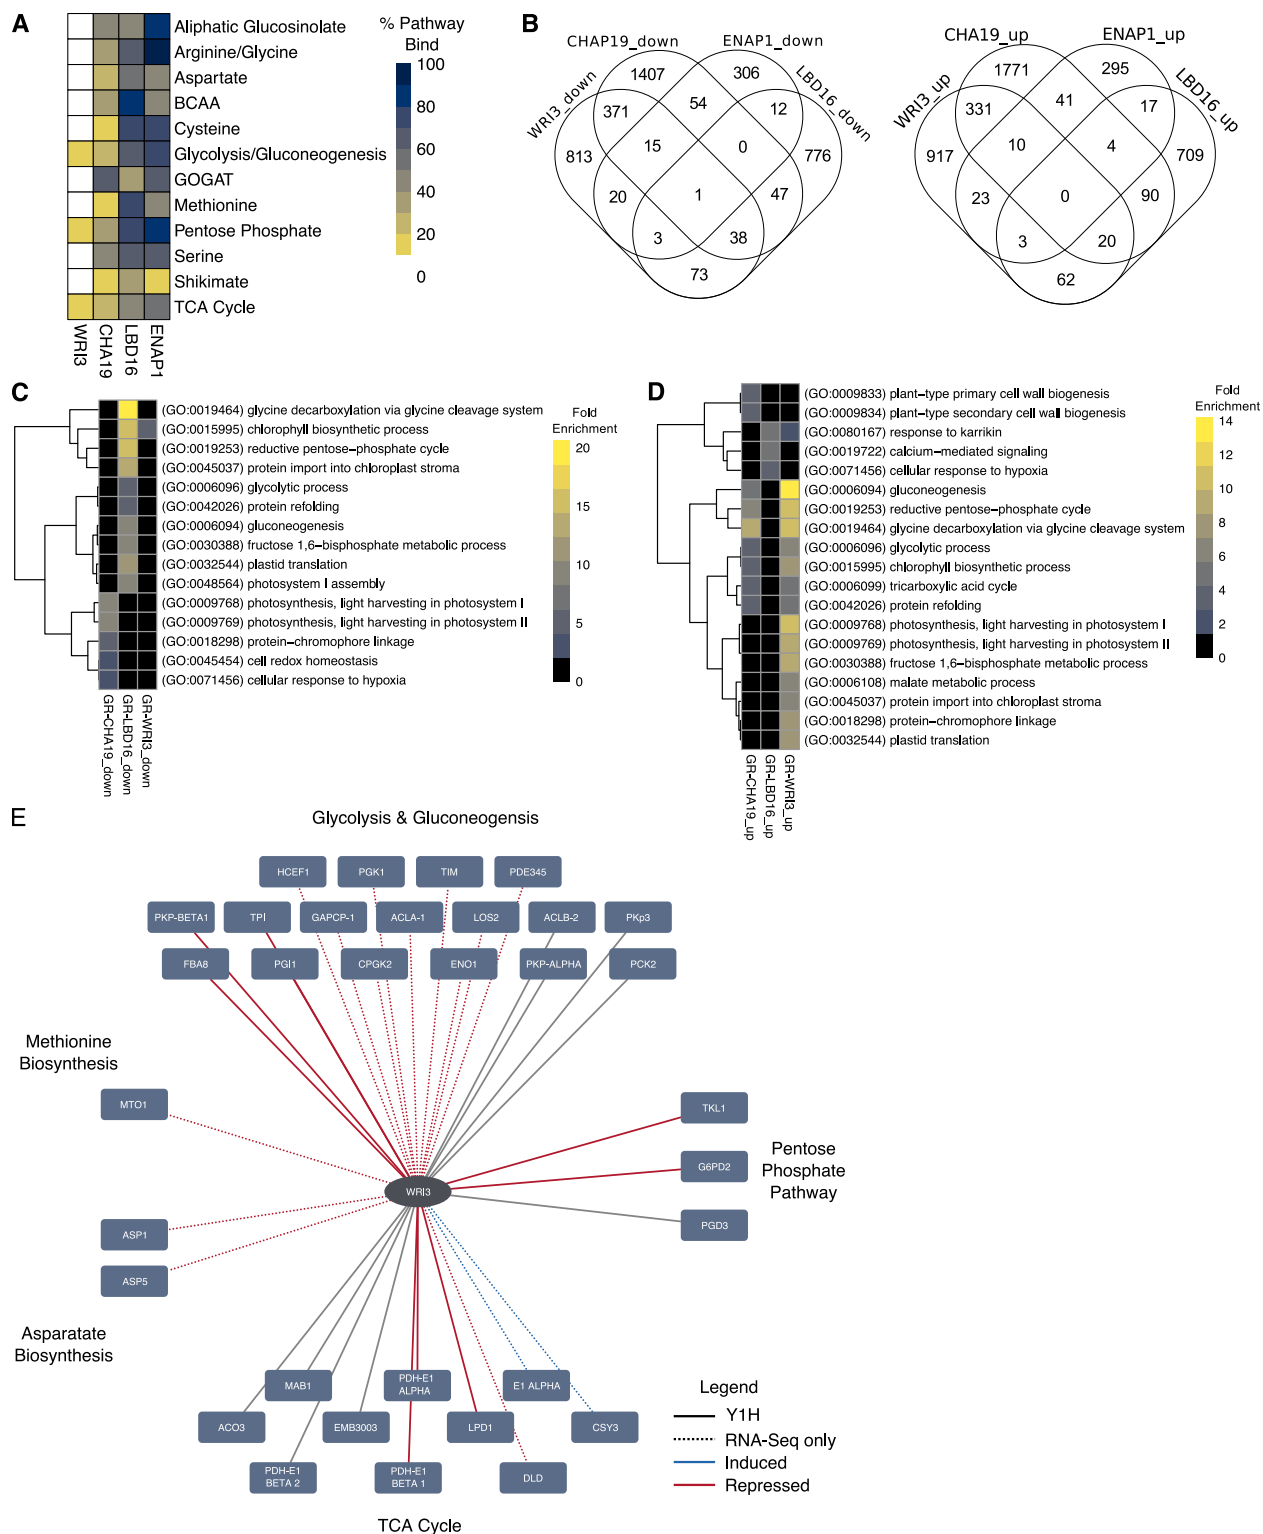 A
Aliphatic Glucosinolate
Arginine/Glycine
Aspartate
BCAA
Cysteine
Glycolysis/Gluconeogenesis
GOGAT
Methionine
Pentose Phosphate
Serine
Shikimate
TCA Cycle
WRI3
CHA19
LBD16
ENAP1
% Pathway
Bind
100
80
60
40
20
0
B
CHAP19_down
ENAP1_down
WRI3_down
LBD16_down
1407
306
371
54
12
813
15
0
776
20
1
47
3
38
73
CHA19_up
ENAP1_up
WRI3_up
LBD16_up
1771
295
331
41
17
917
10
4
709
23
0
90
3
20
62
C
(GO:0019464) glycine decarboxylation via glycine cleavage system
(GO:0015995) chlorophyll biosynthetic process
(GO:0019253) reductive pentose−phosphate cycle
(GO:0045037) protein import into chloroplast stroma
(GO:0006096) glycolytic process
(GO:0042026) protein refolding
(GO:0006094) gluconeogenesis
(GO:0030388) fructose 1,6−bisphosphate metabolic process
(GO:0032544) plastid translation
(GO:0048564) photosystem I assembly
(GO:0009768) photosynthesis, light harvesting in photosystem I
(GO:0009769) photosynthesis, light harvesting in photosystem II
(GO:0018298) protein−chromophore linkage
(GO:0045454) cell redox homeostasis
(GO:0071456) cellular response to hypoxia
GR-CHA19_down
GR-LBD16_down
GR-WRI3_down
Fold
Enrichment
20
15
10
5
0
D
(GO:0009833) plant−type primary cell wall biogenesis
(GO:0009834) plant−type secondary cell wall biogenesis
(GO:0080167) response to karrikin
(GO:0019722) calcium−mediated signaling
(GO:0071456) cellular response to hypoxia
(GO:0006094) gluconeogenesis
(GO:0019253) reductive pentose−phosphate cycle
(GO:0019464) glycine decarboxylation via glycine cleavage system
(GO:0006096) glycolytic process
(GO:0015995) chlorophyll biosynthetic process
(GO:0006099) tricarboxylic acid cycle
(GO:0042026) protein refolding
(GO:0009768) photosynthesis, light harvesting in photosystem I
(GO:0009769) photosynthesis, light harvesting in photosystem II
(GO:0030388) fructose 1,6−bisphosphate metabolic process
(GO:0006108) malate metabolic process
(GO:0045037) protein import into chloroplast stroma
(GO:0018298) protein−chromophore linkage
(GO:0032544) plastid translation
GR-CHA19_up
GR-LBD16_up
GR-WRI3_up
Fold
Enrichment
14
12
10
8
6
4
2
0
E
Glycolysis & Gluconeogensis
HCEF1
PGK1
TIM
PDE345
PKP-BETA1
TPI
GAPCP-1
ACLA-1
LOS2
ACLB-2
PKp3
FBA8
PGI1
CPGK2
ENO1
PKP-ALPHA
PCK2
Methionine
Biosynthesis
MTO1
TKL1
Pentose
Phosphate
Pathway
G6PD2
PGD3
WRI3
ASP1
ASP5
Asparatate
Biosynthesis
MAB1
PDH-E1
ALPHA
E1 ALPHA
ACO3
EMB3003
LPD1
CSY3
PDH-E1
BETA 2
PDH-E1
BETA 1
DLD
TCA Cycle
Legend
Y1H
RNA-Seq only
Induced
Repressed